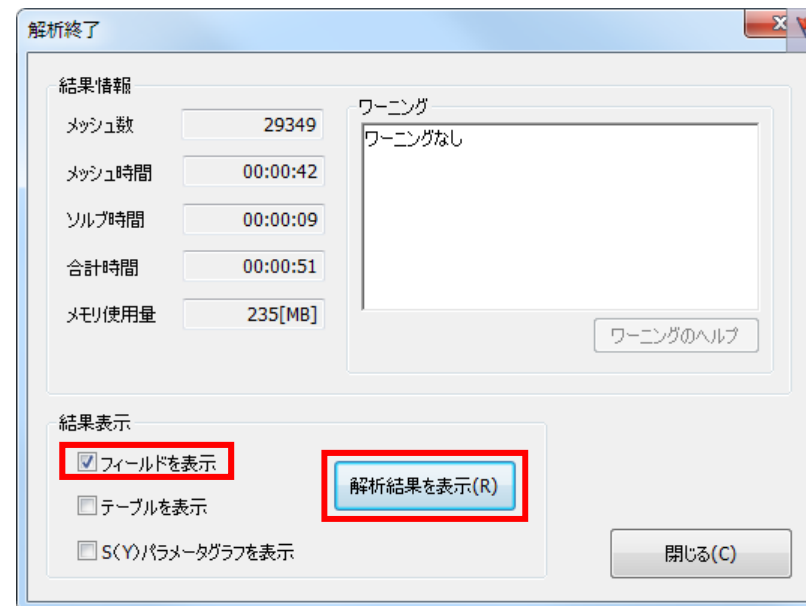 解析終了
結果情報
メッシュ数 29349
メッシュ時間 00:00:42
ソルブ時間 00:00:09
合計時間 00:00:51
メモリ使用量 235[MB]
ワーニング
ワーニングなし
ワーニングのヘルプ
結果表示
フィールドを表示
テーブルを表示
S(Y)パラメータグラフを表示
解析結果を表示(R)
閉じる(C)